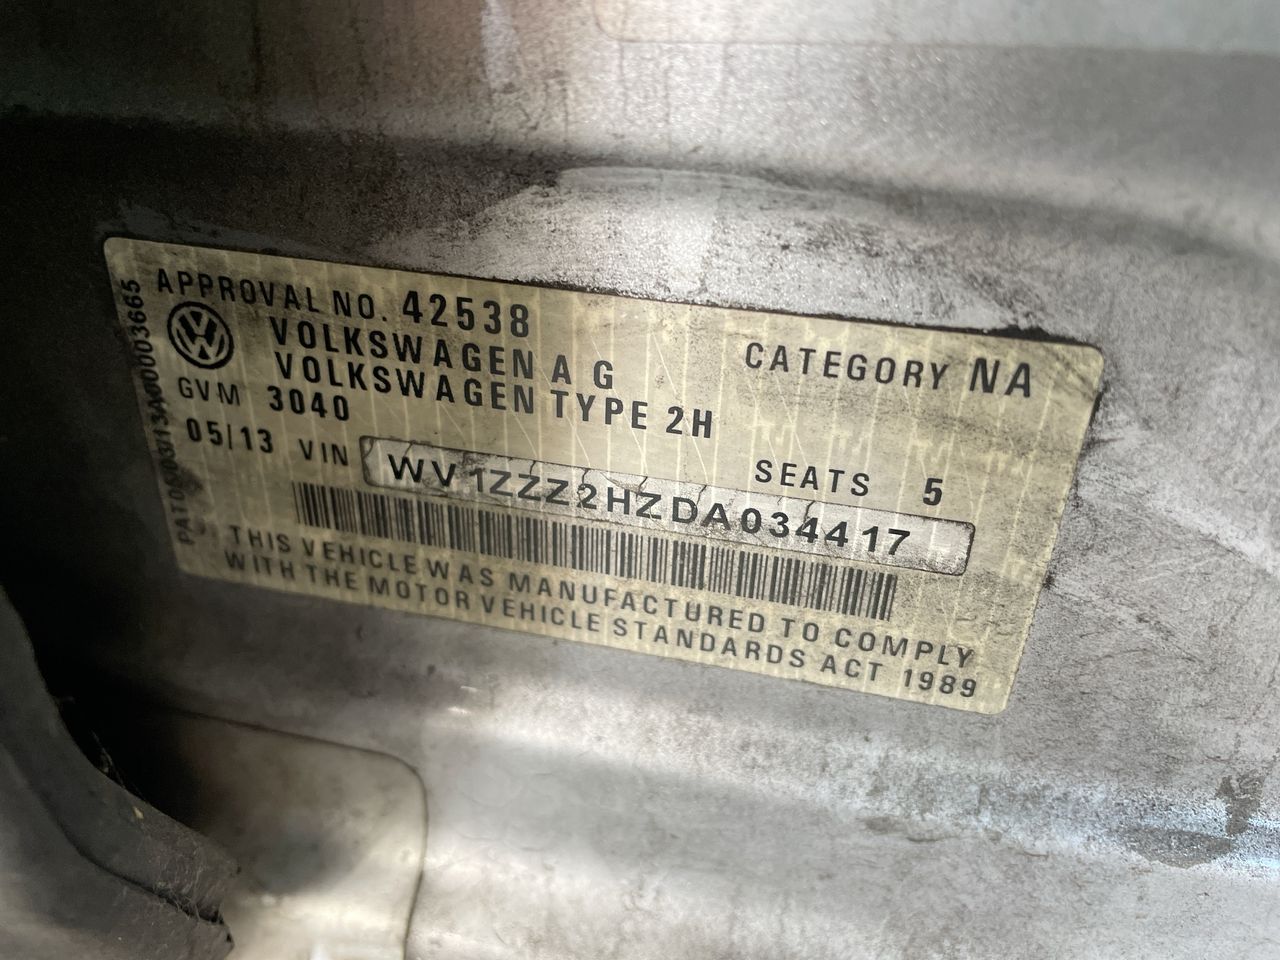 APPROVAL NO. 42538
VOLKSWAGEN A G
CATEGORY NA
VOLKSWAGEN TYPE 2H
GVM 3040
SEATS 5
05/13 VIN WV1ZZZ2HZDA034417
THIS VEHICLE WAS MANUFACTURED TO COMPLY
WITH THE MOTOR VEHICLE STANDARDS ACT 1989